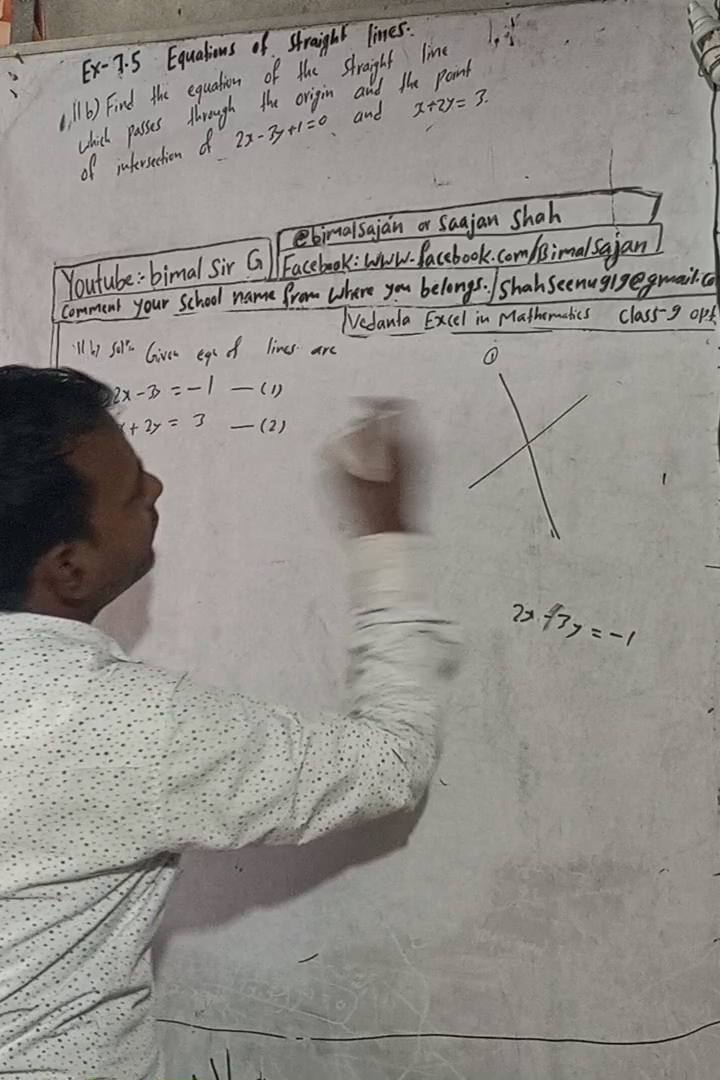 Ex-7.5 Equations of Straight lines.
11 b) Find the equation of the straight line
which passes through the origin and the point
of intersection of 2x-3y+1=0 and x+2y= 3.
Youtube:- bimal Sir G
@bimalsajan or Saajan Shah
Facebook: www.facebook.com/Bimalsajan
Comment your School name from where you belongs./Shahseenu919@gmail.co
Vedanta Excel in Mathematics Class-9 opt
11 b) Solⁿ Given eqⁿ of lines are
2x-3y = -1 — (1)
+ 2y = 3 — (2)
①
2x-3y = -1